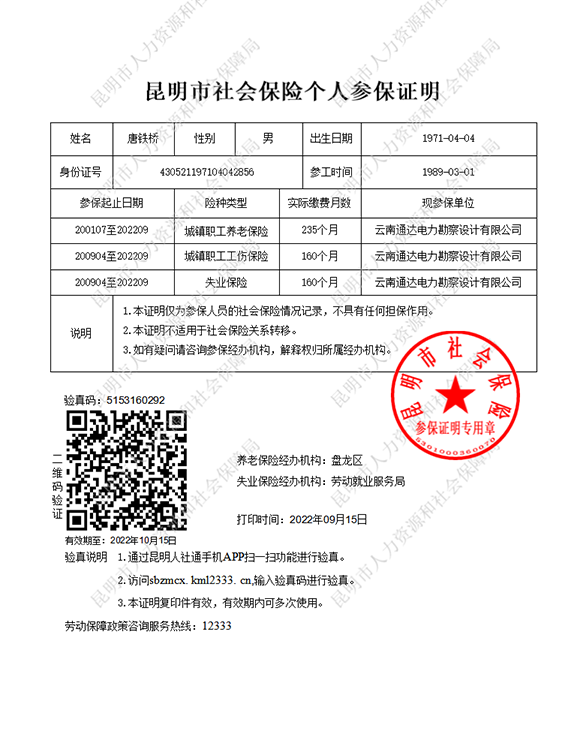 昆明市社会保险个人参保证明
姓名 唐铁桥 性别 男 出生日期 1971-04-04
身份证号 430521197104042856 参工时间 1989-03-01
参保起止日期 险种类型 实际缴费月数 现参保单位
200107至202209 城镇职工养老保险 235个月 云南通达电力勘察设计有限公司
200904至202209 城镇职工工伤保险 160个月 云南通达电力勘察设计有限公司
200904至202209 失业保险 160个月 云南通达电力勘察设计有限公司
说明
1.本证明仅为参保人员的社会保险情况记录，不具有任何担保作用。
2.本证明不适用于社会保险关系转移。
3.如有疑问请咨询参保经办机构，解释权归所属经办机构。
昆明市社会保险
参保证明专用章
5301000360070
验真码：5153160292
二维码验证
养老保险经办机构：盘龙区
失业保险经办机构：劳动就业服务局
打印时间：2022年09月15日
有效期至：2022年10月15日
验真说明 1.通过昆明人社通手机APP扫一扫功能进行验真。
2.访问sbzmcx.kml2333.cn,输入验真码进行验真。
3.本证明复印件有效，有效期内可多次使用。
劳动保障政策咨询服务热线：12333
昆明市人力资源和社会保障局